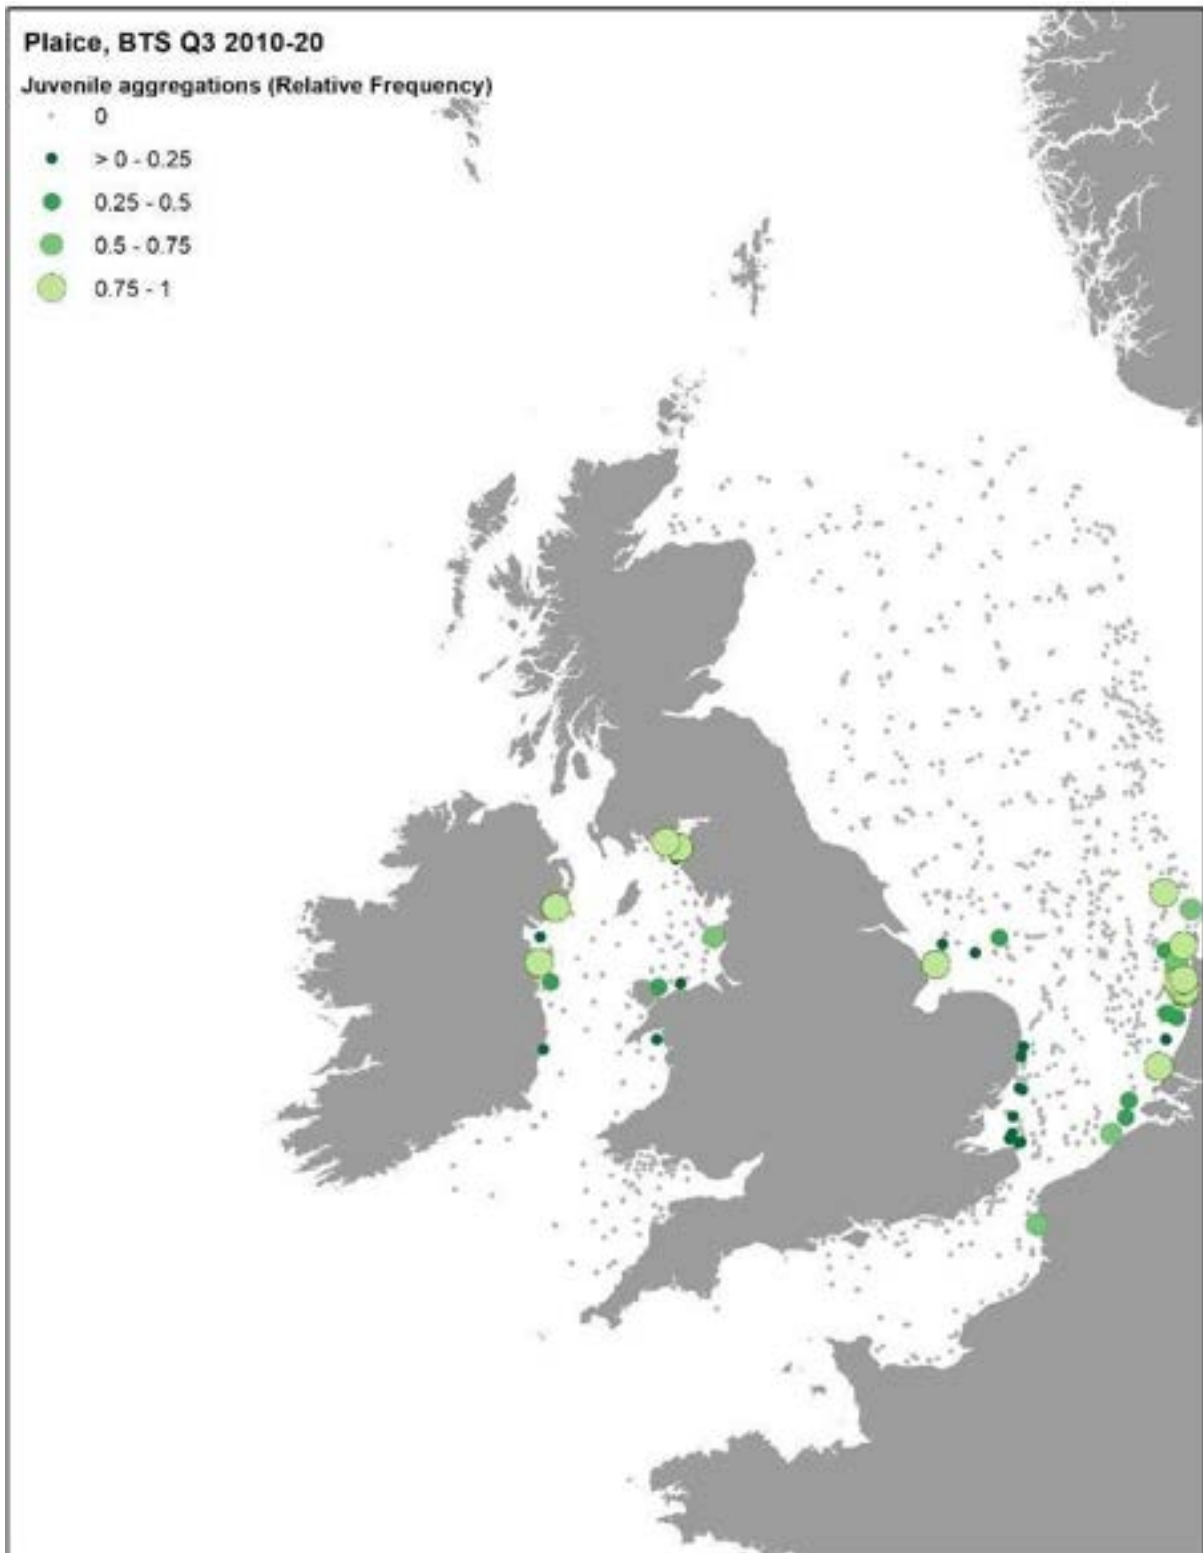 Plaice, BTS Q3 2010-20
Juvenile aggregations (Relative Frequency)
0
> 0 - 0.25
0.25 - 0.5
0.5 - 0.75
0.75 - 1